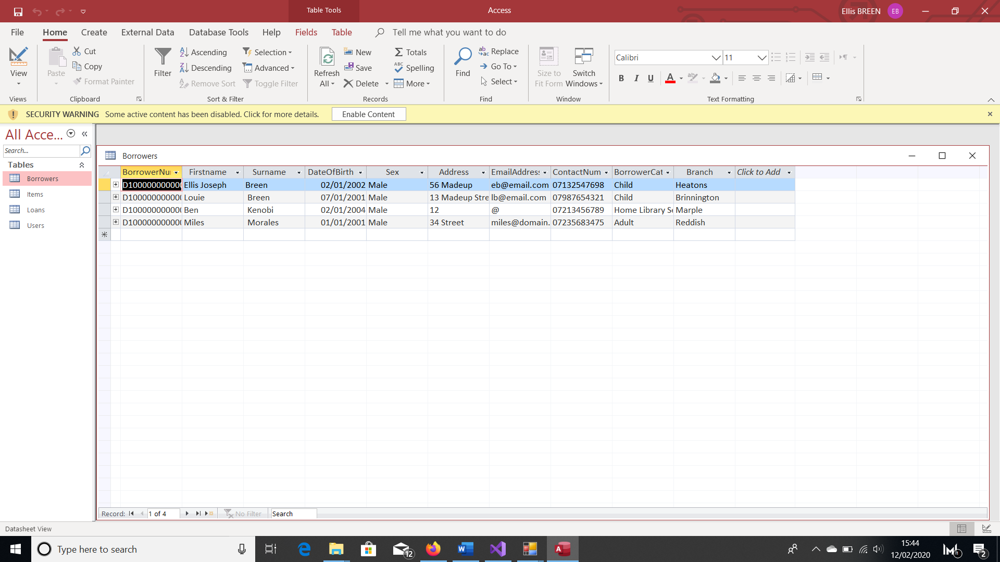 Table Tools
Access
Ellis BREEN EB
File Home Create External Data Database Tools Help Fields Table Tell me what you want to do
View
Views
Paste
Cut
Copy
Format Painter
Clipboard
Filter
Ascending
Descending
Remove Sort
Selection
Advanced
Toggle Filter
Sort & Filter
Refresh All
New
Save
Delete
Totals
Spelling
More
Records
Find
Replace
Go To
Select
Find
Size to Fit Form
Switch Windows
Window
Calibri 11
B I U A
Text Formatting
SECURITY WARNING Some active content has been disabled. Click for more details. Enable Content
All Acce...
Search...
Tables
Borrowers
Items
Loans
Users
Borrowers
BorrowerNu Firstname Surname DateOfBirth Sex Address EmailAddress ContactNum BorrowerCat Branch Click to Add
D100000000000 Ellis Joseph Breen 02/01/2002 Male 56 Madeup eb@email.com 07132547698 Child Heatons
D100000000000 Louie Breen 07/01/2001 Male 13 Madeup Stre lb@email.com 07987654321 Child Brinnington
D100000000000 Ben Kenobi 02/01/2004 Male 12 @ 07213456789 Home Library Se Marple
D100000000000 Miles Morales 01/01/2001 Male 34 Street miles@domain. 07235683475 Adult Reddish
Record: 1 of 4 No Filter Search
Datasheet View
Type here to search
12
15:44
12/02/2020
1
2